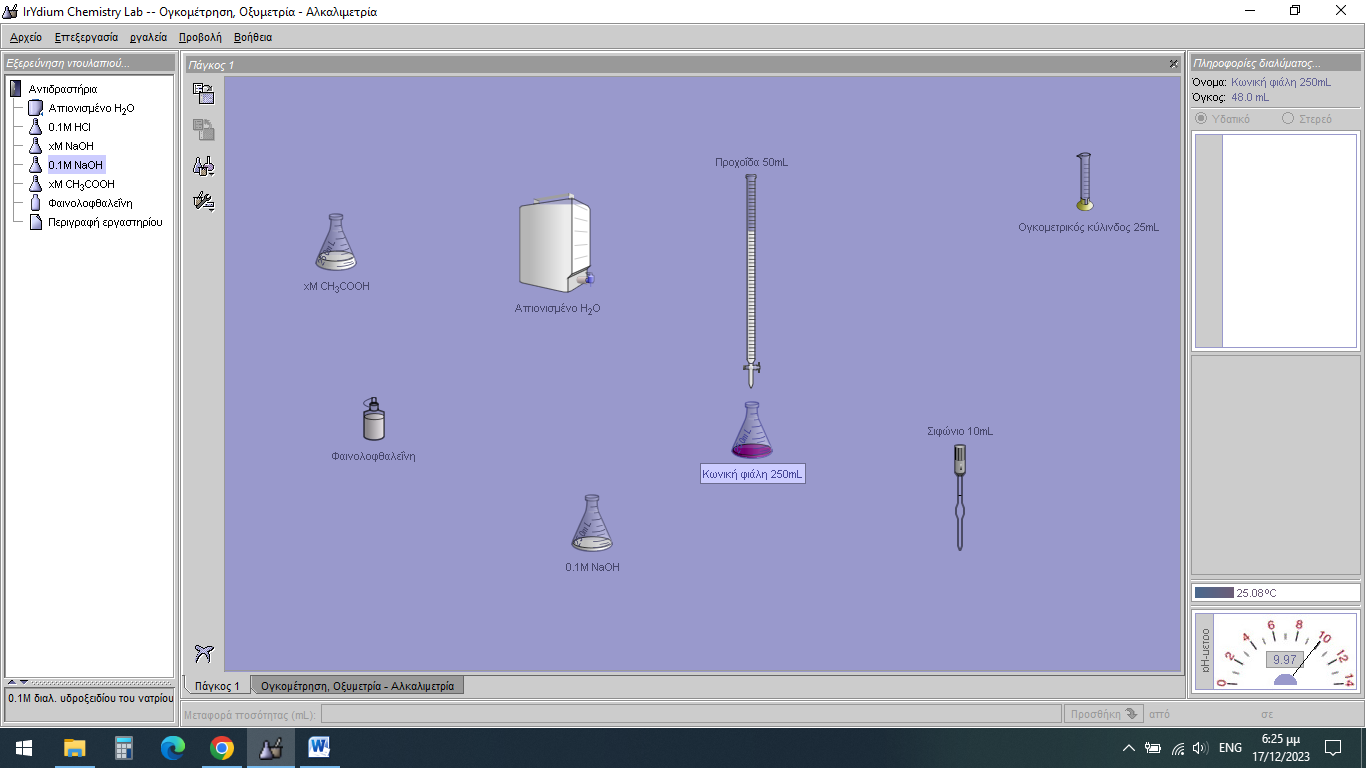 IrYdium Chemistry Lab -- Ογκομέτρηση, Οξυμετρία - Αλκαλιμετρία
Αρχείο Επεξεργασία ργαλεία Προβολή Βοήθεια
Εξερεύνηση ντουλαπιού...
Αντιδραστήρια
Απιονισμένο H2O
0.1M HCl
xM NaOH
0.1M NaOH
xM CH3COOH
Φαινολοφθαλεΐνη
Περιγραφή εργαστηρίου
0.1M διαλ. υδροξειδίου του νατρίου
Πάγκος 1
Προχοΐδα 50mL
Ογκομετρικός κύλινδος 25mL
xM CH3COOH
Απιονισμένο H2O
Φαινολοφθαλεΐνη
Σιφώνιο 10mL
Κωνική φιάλη 250mL
0.1M NaOH
Πάγκος 1 Ογκομέτρηση, Οξυμετρία - Αλκαλιμετρία
Μεταφορά ποσότητας (mL): Προσθήκη από σε
Πληροφορίες διαλύματος...
Όνομα: Κωνική φιάλη 250mL
Όγκος: 48.0 mL
Υδατικό Στερεό
25.08ºC
pH-μετρο
0 2 4 6 8 10 12 14
9.97
ENG
6:25 μμ
17/12/2023